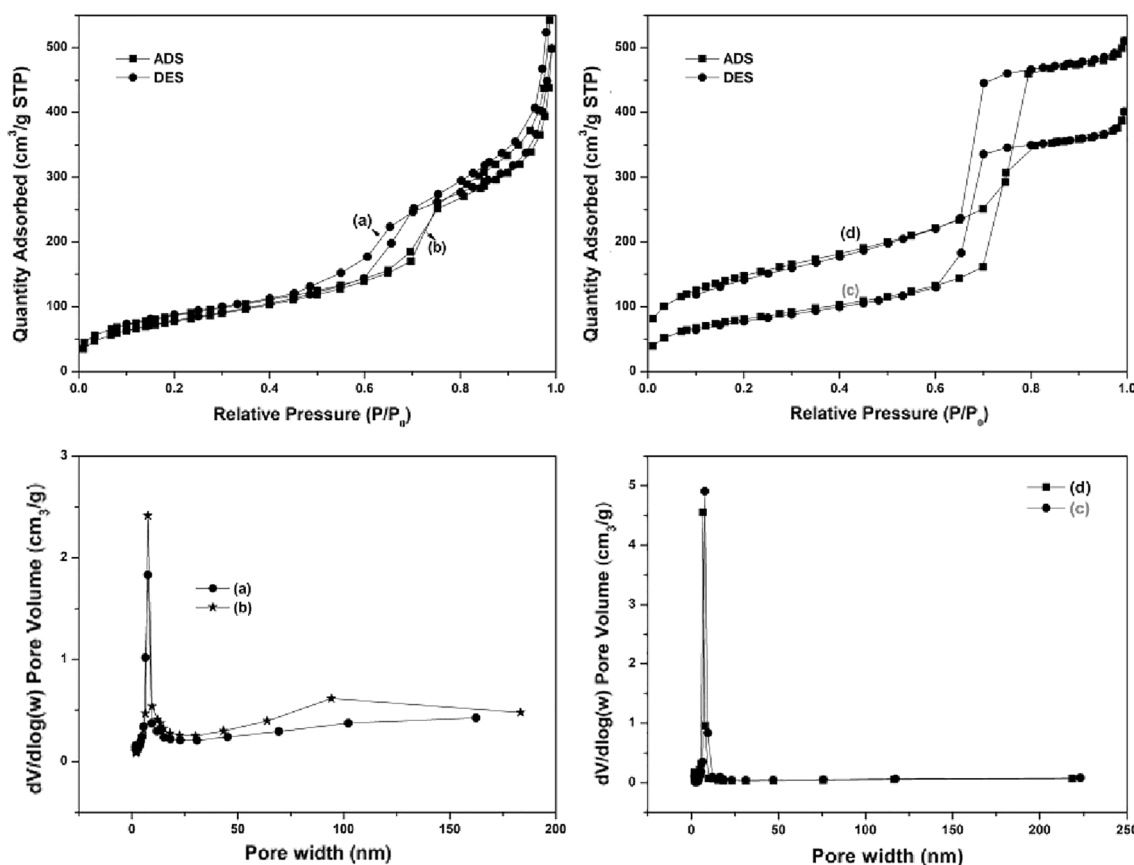 500
400
300
200
100
0
Quantity Adsorbed (cm³/g STP)
ADS
DES
(a)
(b)
0.0 0.2 0.4 0.6 0.8 1.0
Relative Pressure (P/P₀)
500
400
300
200
100
0
Quantity Adsorbed (cm³/g STP)
ADS
DES
(d)
(c)
0.0 0.2 0.4 0.6 0.8 1.0
Relative Pressure (P/P₀)
3
2
1
0
dV/dlog(w) Pore Volume (cm₃/g)
(a)
(b)
0 50 100 150 200
Pore width (nm)
5
4
3
2
1
0
dV/dlog(w) Pore Volume (cm₃/g)
(d)
(c)
0 50 100 150 200 250
Pore width (nm)